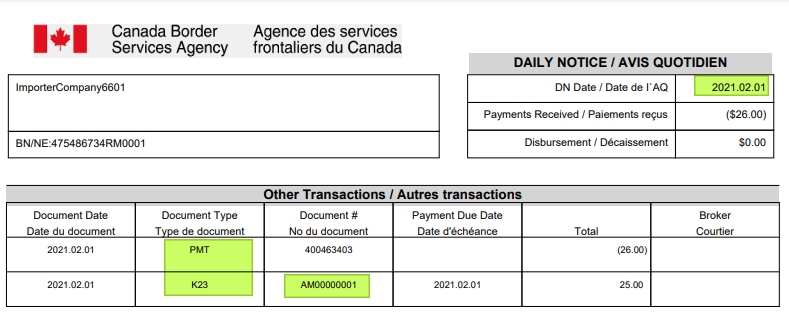 Canada Border Agence des services
Services Agency frontaliers du Canada
DAILY NOTICE / AVIS QUOTIDIEN
ImporterCompany6601
DN Date / Date de l`AQ 2021.02.01
Payments Received / Paiements reçus ($26.00)
BN/NE:475486734RM0001
Disbursement / Décaissement $0.00
Other Transactions / Autres transactions
Document Date Document Type Document # Payment Due Date Broker
Date du document Type de document No du document Date d'échéance Total Courtier
2021.02.01 PMT 400463403 (26.00)
2021.02.01 K23 AM00000001 2021.02.01 25.00